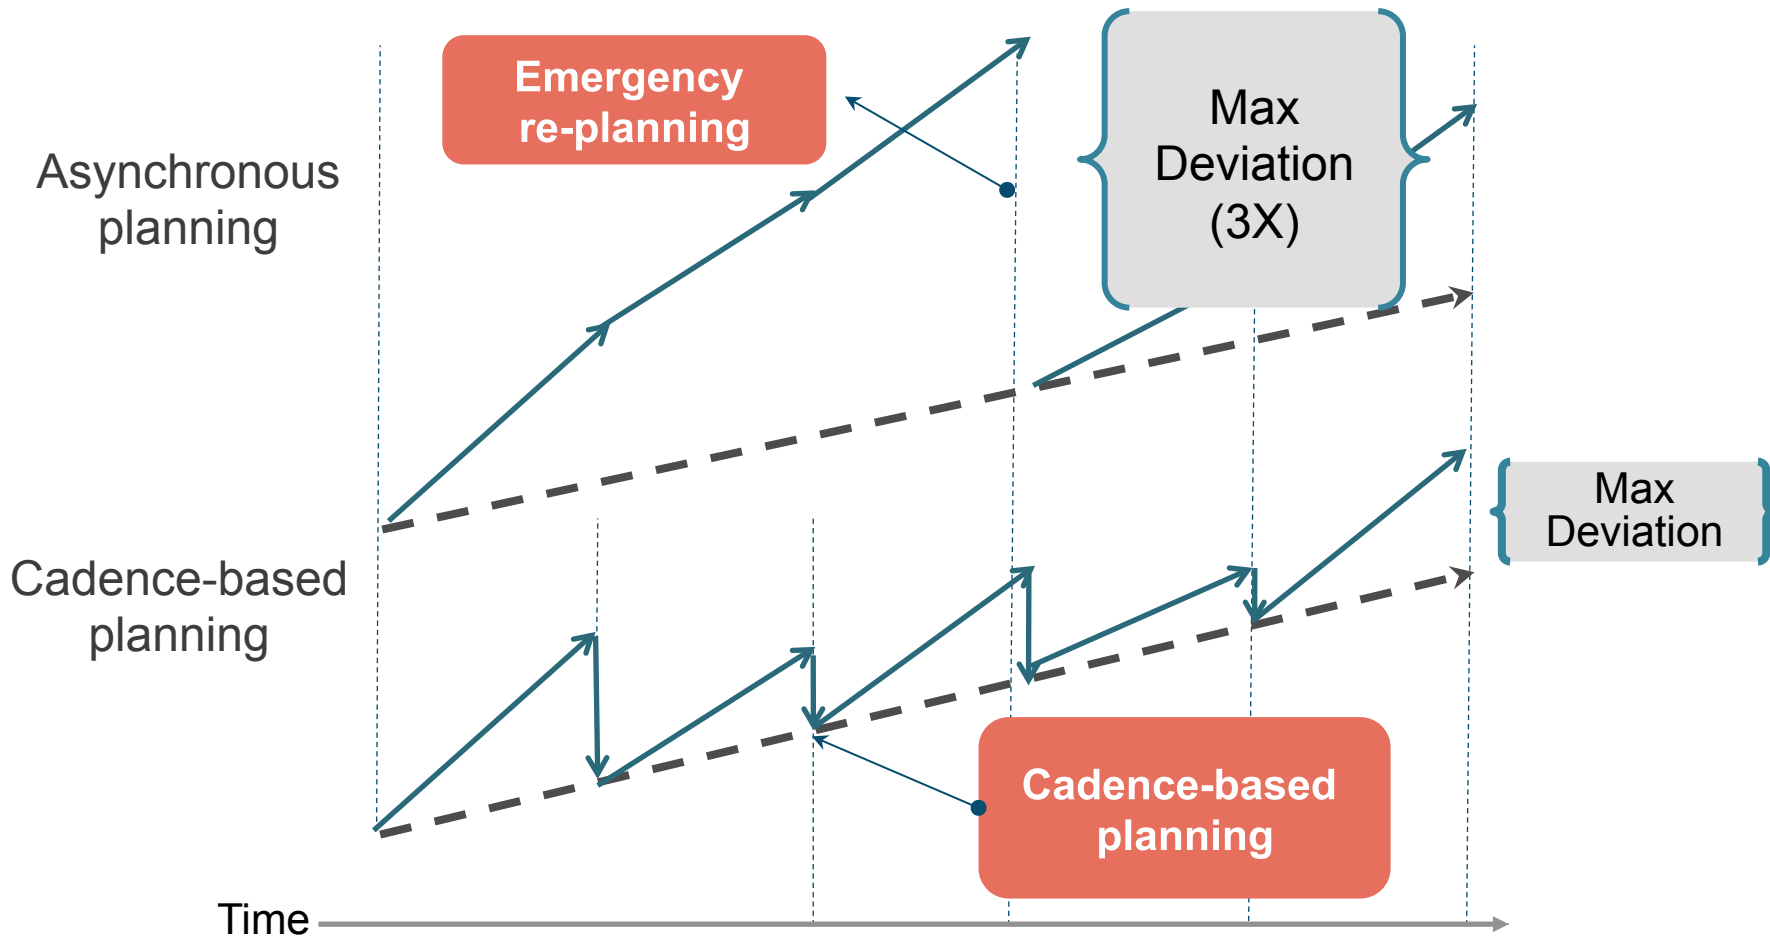 Emergency
re-planning
Max
Deviation
(3X)
Asynchronous
planning
Max
Deviation
Cadence-based
planning
Cadence-based
planning
Time